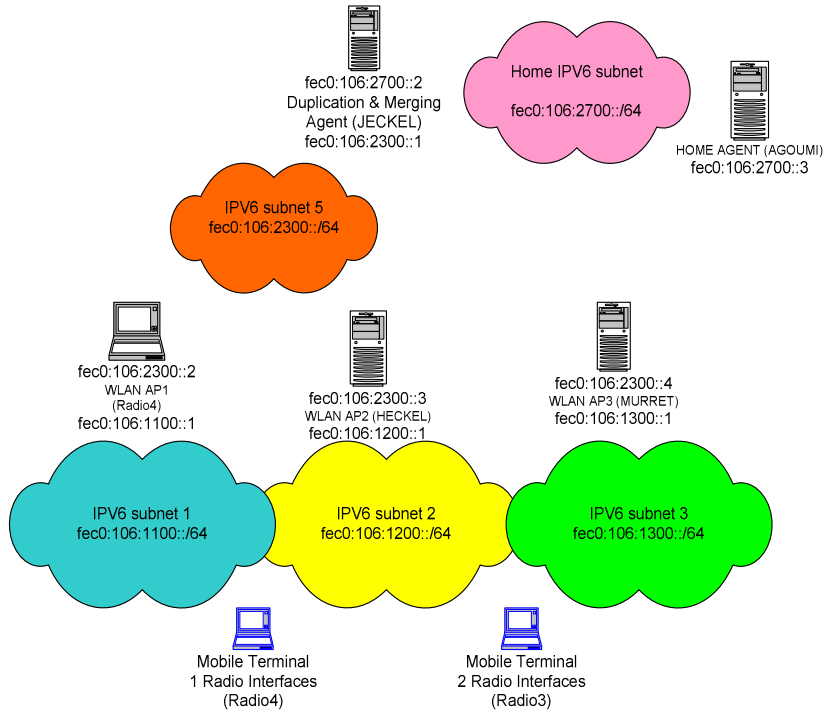 fec0:106:2700::2
Duplication & Merging
Agent (JECKEL)
fec0:106:2300::1
Home IPV6 subnet
fec0:106:2700::/64
HOME AGENT (AGOUMI)
fec0:106:2700::3
IPV6 subnet 5
fec0:106:2300::/64
fec0:106:2300::2
WLAN AP1
(Radio4)
fec0:106:1100::1
fec0:106:2300::3
WLAN AP2 (HECKEL)
fec0:106:1200::1
fec0:106:2300::4
WLAN AP3 (MURRET)
fec0:106:1300::1
IPV6 subnet 1
fec0:106:1100::/64
IPV6 subnet 2
fec0:106:1200::/64
IPV6 subnet 3
fec0:106:1300::/64
Mobile Terminal
1 Radio Interfaces
(Radio4)
Mobile Terminal
2 Radio Interfaces
(Radio3)